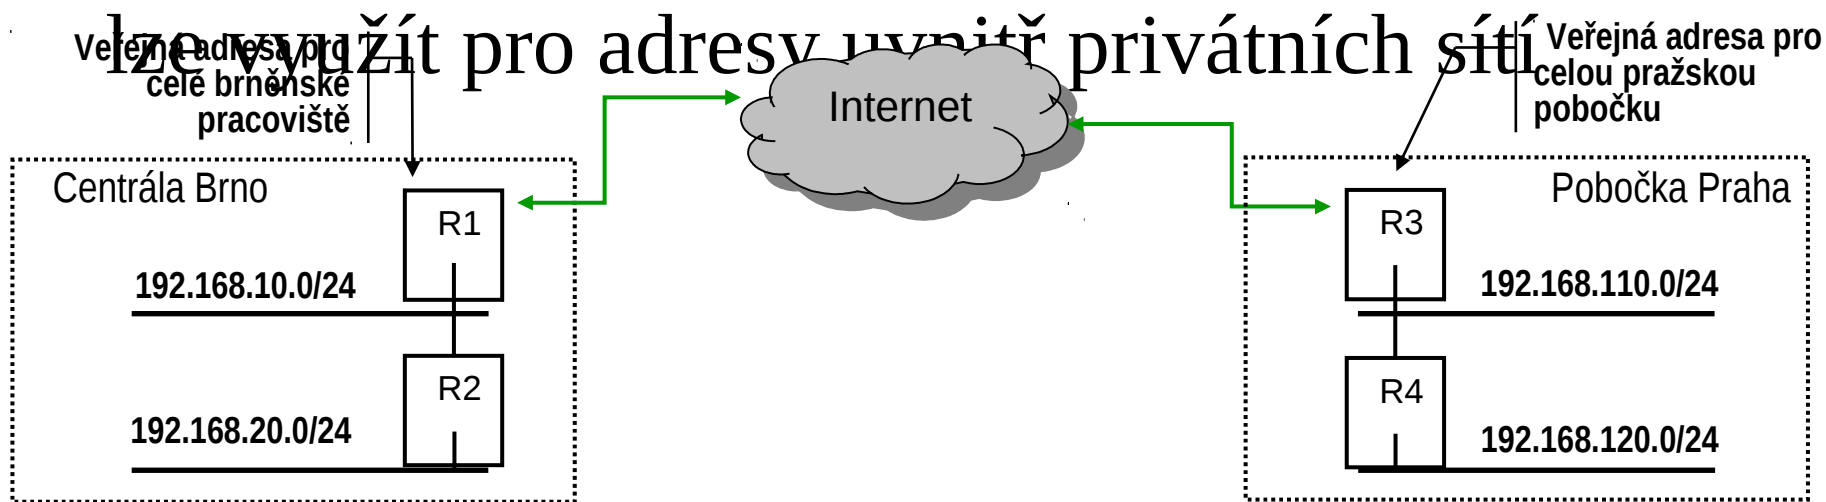 lze využít pro adresy uvnitř privátních sítí
Veřejná adresa pro
celé brněnské
pracoviště
Internet
Veřejná adresa pro
celou pražskou
pobočku
Centrála Brno
R1
192.168.10.0/24
R2
192.168.20.0/24
Pobočka Praha
R3
192.168.110.0/24
R4
192.168.120.0/24